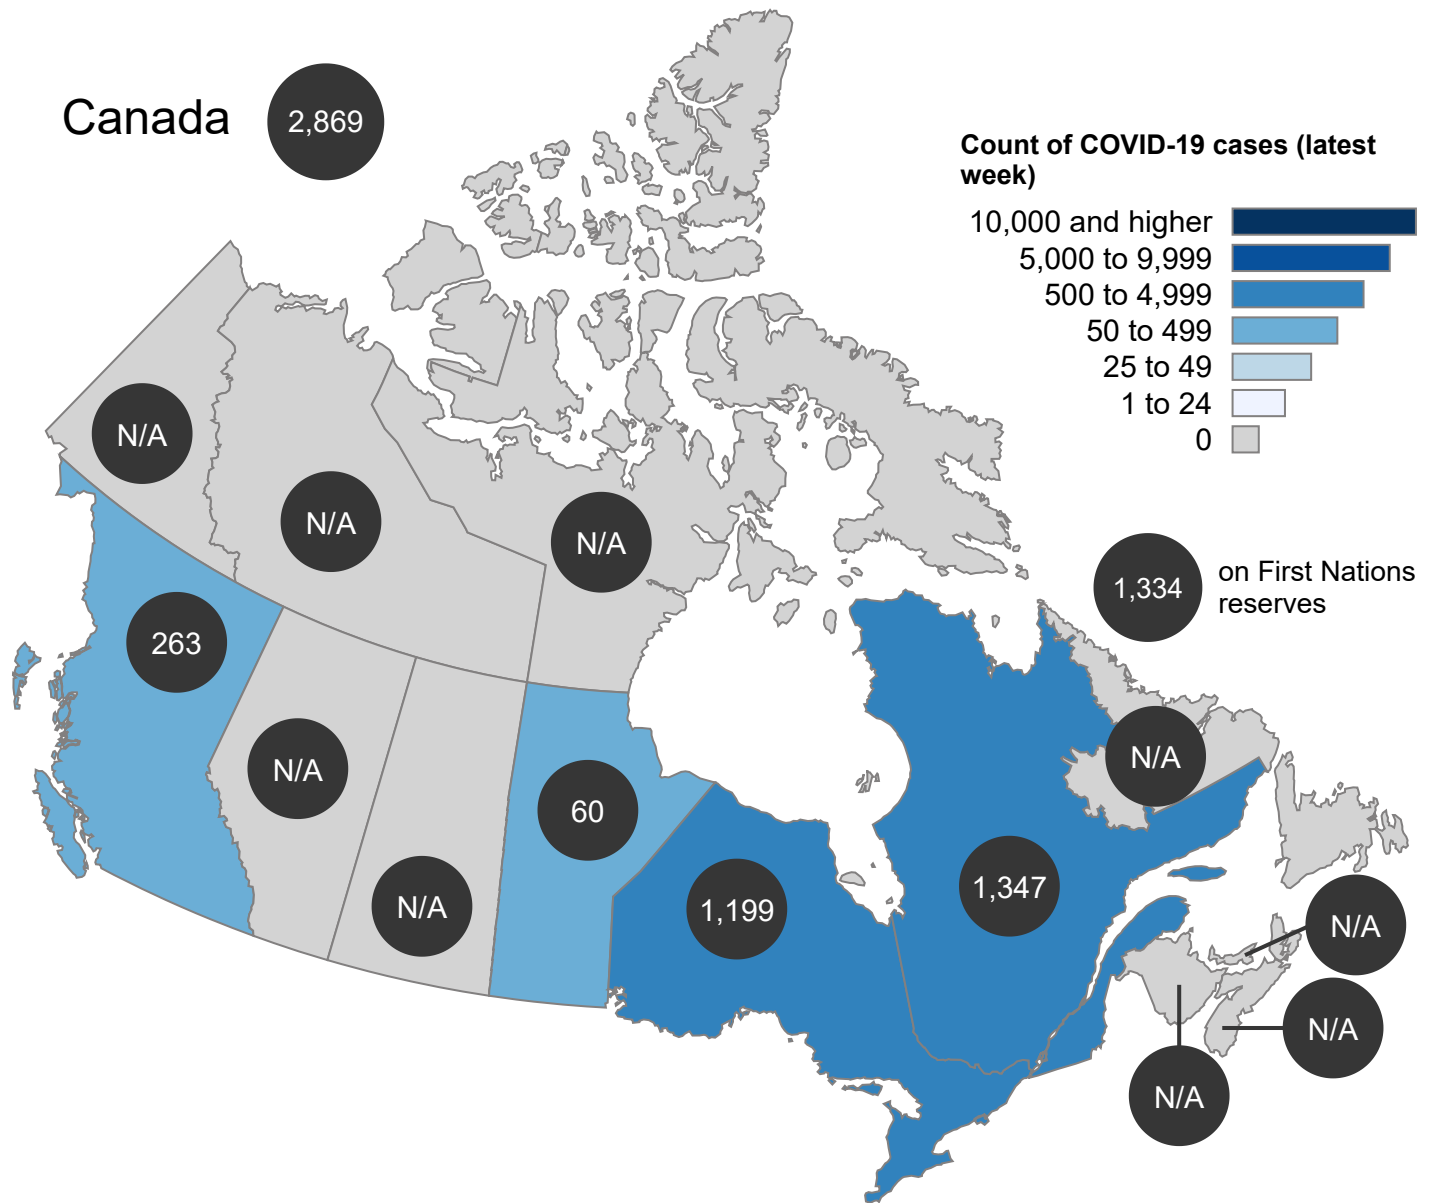 Canada
2,869
Count of COVID-19 cases (latest
week)
10,000 and higher
5,000 to 9,999
500 to 4,999
50 to 499
25 to 49
1 to 24
0
N/A
N/A
N/A
1,334
on First Nations
reserves
263
N/A
N/A
60
N/A
1,199
1,347
N/A
N/A
N/A